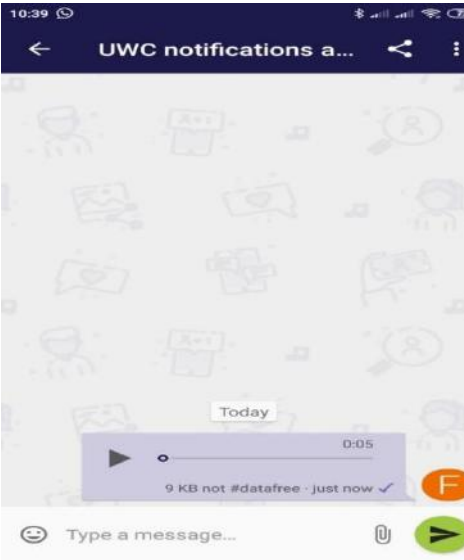 10:39
UWC notifications a...
Today
0:05
9 KB not #datafree · just now
F
Type a message...